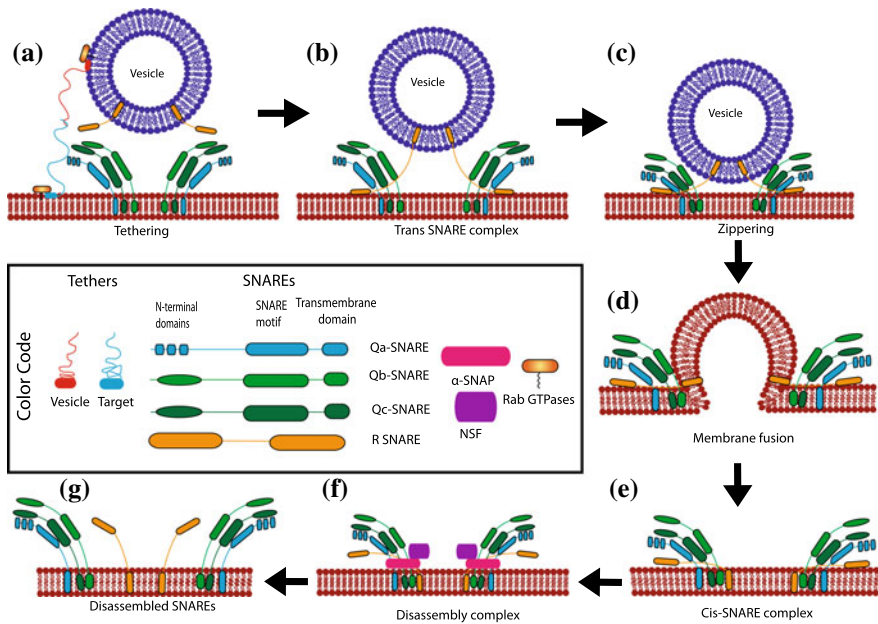 (a)
Vesicle
Tethering
(b)
Vesicle
Trans SNARE complex
(c)
Vesicle
Zippering
Color Code
Tethers
Vesicle
Target
SNAREs
N-terminal
domains
SNARE
motif
Transmembrane
domain
Qa-SNARE
Qb-SNARE
Qc-SNARE
R SNARE
α-SNAP
NSF
Rab GTPases
(d)
Membrane fusion
(g)
Disassembled SNAREs
(f)
Disassembly complex
(e)
Cis-SNARE complex